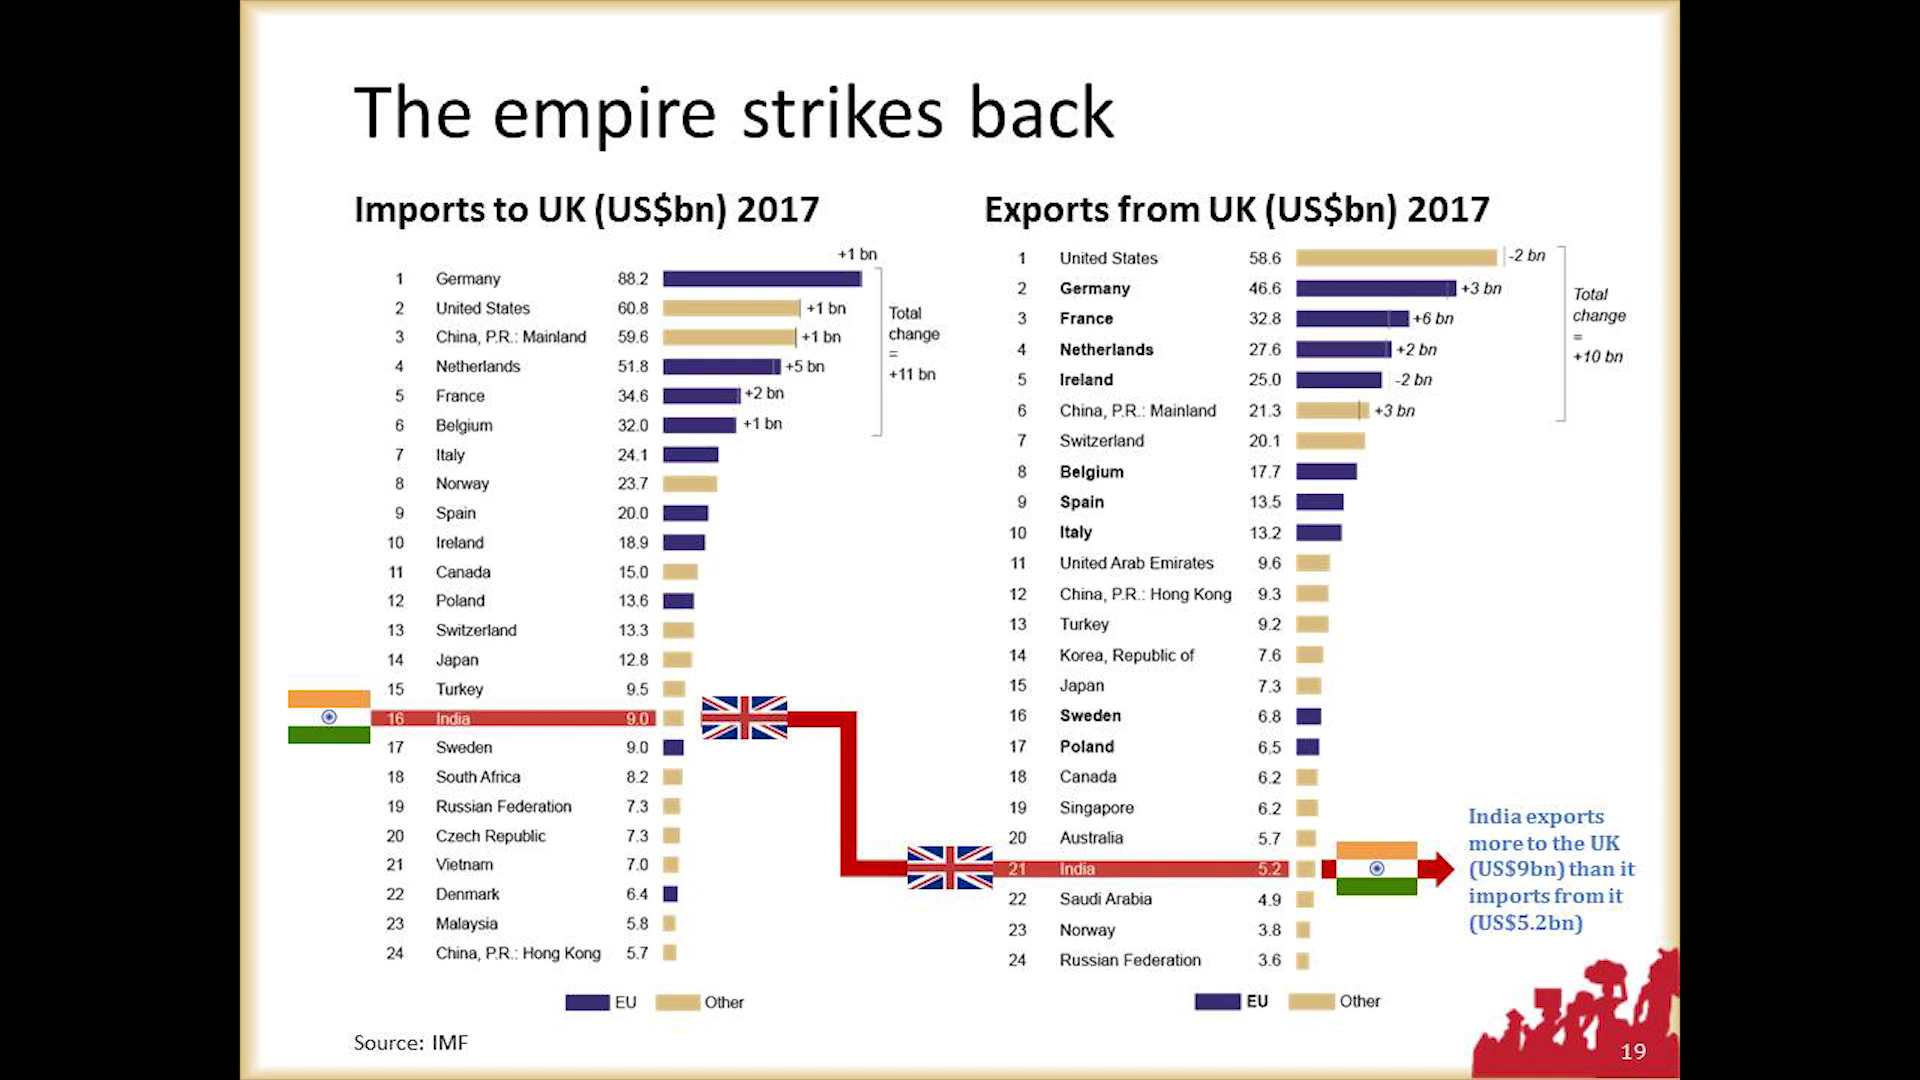 The empire strikes back
Imports to UK (US$bn) 2017
+1 bn
1 Germany 88.2
2 United States 60.8 +1 bn
3 China, P.R.: Mainland 59.6 +1 bn
4 Netherlands 51.8 +5 bn
5 France 34.6 +2 bn
6 Belgium 32.0 +1 bn
7 Italy 24.1
8 Norway 23.7
9 Spain 20.0
10 Ireland 18.9
11 Canada 15.0
12 Poland 13.6
13 Switzerland 13.3
14 Japan 12.8
15 Turkey 9.5
16 India 9.0
17 Sweden 9.0
18 South Africa 8.2
19 Russian Federation 7.3
20 Czech Republic 7.3
21 Vietnam 7.0
22 Denmark 6.4
23 Malaysia 5.8
24 China, P.R.: Hong Kong 5.7
Total
change
=
+11 bn
EU Other
Exports from UK (US$bn) 2017
1 United States 58.6 -2 bn
2 Germany 46.6 +3 bn
3 France 32.8 +6 bn
4 Netherlands 27.6 +2 bn
5 Ireland 25.0 -2 bn
6 China, P.R.: Mainland 21.3 +3 bn
7 Switzerland 20.1
8 Belgium 17.7
9 Spain 13.5
10 Italy 13.2
11 United Arab Emirates 9.6
12 China, P.R.: Hong Kong 9.3
13 Turkey 9.2
14 Korea, Republic of 7.6
15 Japan 7.3
16 Sweden 6.8
17 Poland 6.5
18 Canada 6.2
19 Singapore 6.2
20 Australia 5.7
21 India 5.2
22 Saudi Arabia 4.9
23 Norway 3.8
24 Russian Federation 3.6
Total
change
=
+10 bn
EU Other
India exports
more to the UK
(US$9bn) than it
imports from it
(US$5.2bn)
Source: IMF
19